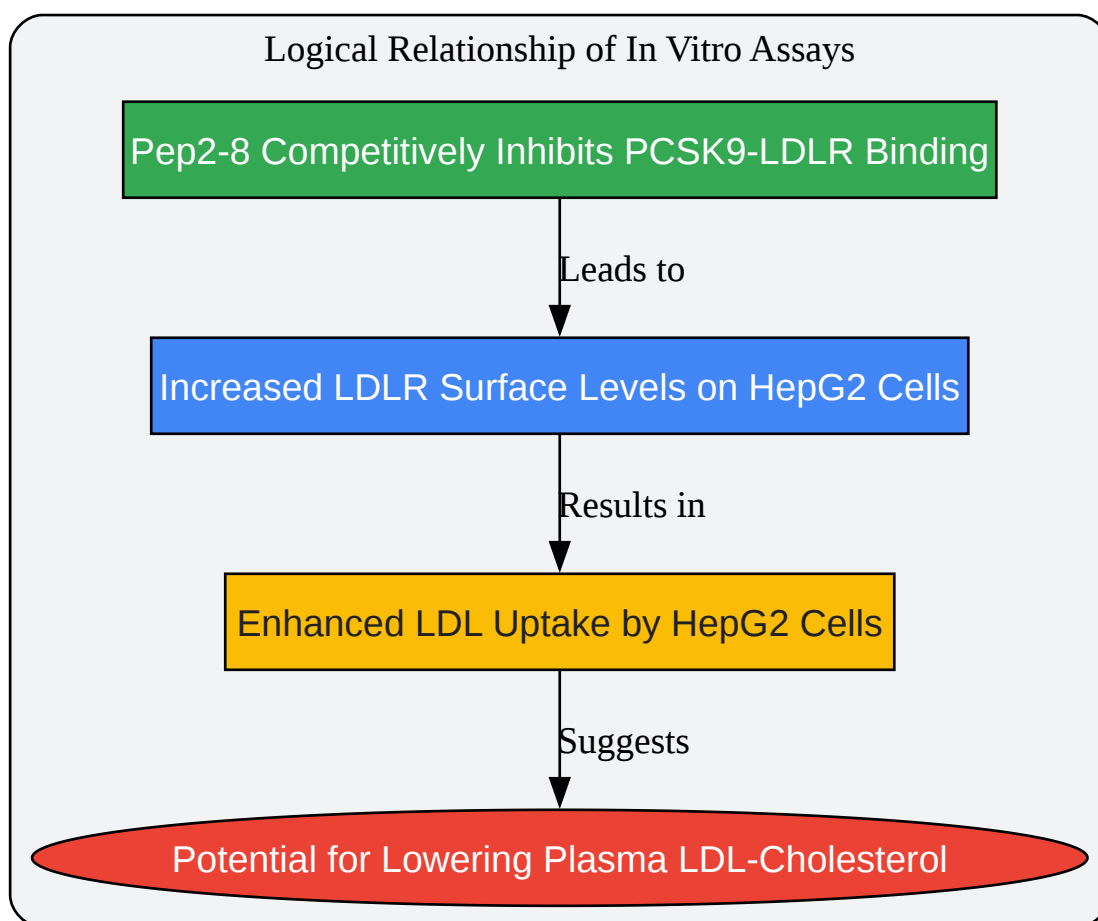 Logical Relationship of In Vitro Assays
Pep2-8 Competitively Inhibits PCSK9-LDLR Binding
Leads to
Increased LDLR Surface Levels on HepG2 Cells
Results in
Enhanced LDL Uptake by HepG2 Cells
Suggests
Potential for Lowering Plasma LDL-Cholesterol